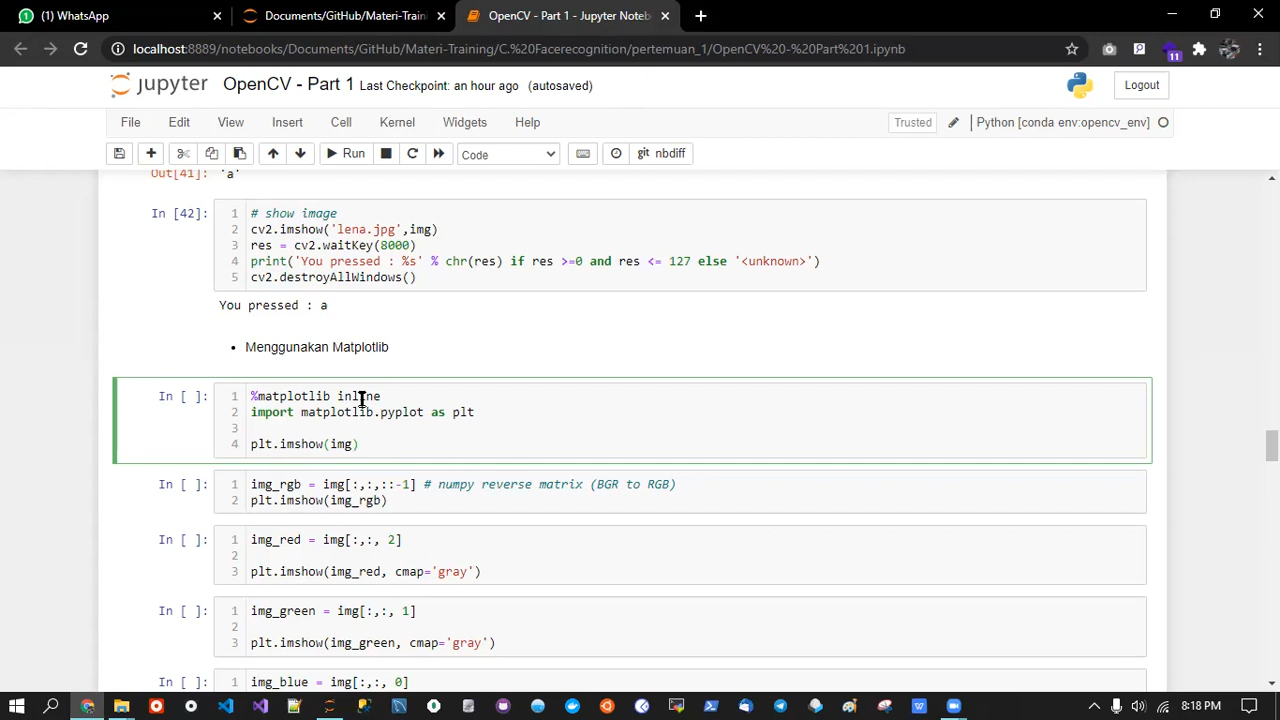 WhatsApp
Documents/GitHub/Materi-Traini
OpenCV - Part 1 - Jupyter Noteb
localhost:8889/notebooks/Documents/GitHub/Materi-Training/C.%20Facerecognition/pertemuan_1/OpenCV%20-%20Part%201.ipynb
11
jupyter OpenCV - Part 1 Last Checkpoint: an hour ago (autosaved)
Logout
File Edit View Insert Cell Kernel Widgets Help
Trusted Python [conda env:opencv_env]
Run Code git nbdiff
Out[41]: 'a'
In [42]:
1 # show image
2 cv2.imshow('lena.jpg',img)
3 res = cv2.waitKey(8000)
4 print('You pressed : %s' % chr(res) if res >=0 and res <= 127 else '<unknown>')
5 cv2.destroyAllWindows()
You pressed : a
• Menggunakan Matplotlib
In [ ]:
1 %matplotlib inline
2 import matplotlib.pyplot as plt
3
4 plt.imshow(img)
In [ ]:
1 img_rgb = img[:,:,::-1] # numpy reverse matrix (BGR to RGB)
2 plt.imshow(img_rgb)
In [ ]:
1 img_red = img[:,:, 2]
2
3 plt.imshow(img_red, cmap='gray')
In [ ]:
1 img_green = img[:,:, 1]
2
3 plt.imshow(img_green, cmap='gray')
In [ ]:
1 img_blue = img[:,:, 0]
8:18 PM